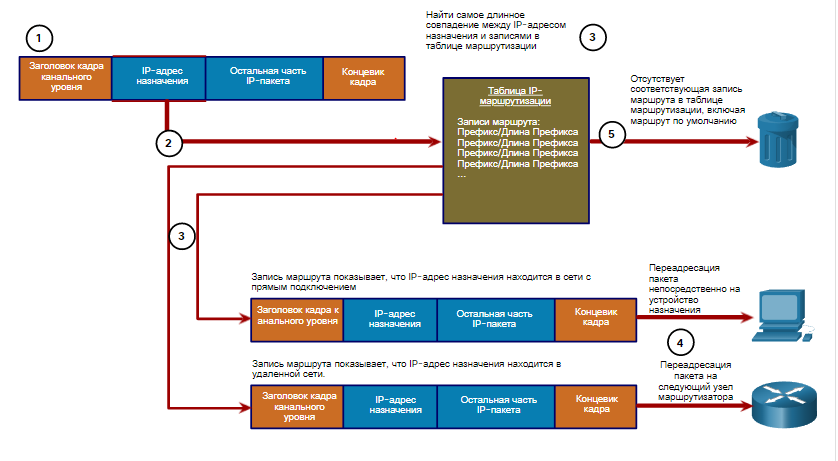 1
Найти самое длинное
совпадение между IP-адресом
назначения и записями в
таблице маршрутизации
3
Заголовок кадра
канального
уровня
IP-адрес
назначения
Остальная часть
IP-пакета
Концевик
кадра
2
Таблица IP-
маршрутизации
Записи маршрута:
Префикс/Длина Префикса
Префикс/Длина Префикса
Префикс/Длина Префикса
Префикс/Длина Префикса
...
5
Отсутствует
соответствующая запись
маршрута в таблице
маршрутизации, включая
маршрут по умолчанию
3
Запись маршрута показывает, что IP-адрес назначения находится в сети с
прямым подключением
Заголовок кадра к
анального уровня
IP-адрес
назначения
Остальная часть
IP-пакета
Концевик
кадра
Переадресация
пакета
непосредственно на
устройство
назначения
4
Запись маршрута показывает, что IP-адрес назначения находится в
удаленной сети.
Заголовок кадра
канального
уровня
IP-адрес
назначения
Остальная часть
IP-пакета
Концевик
кадра
Переадресация
пакета на
следующий узел
маршрутизатора